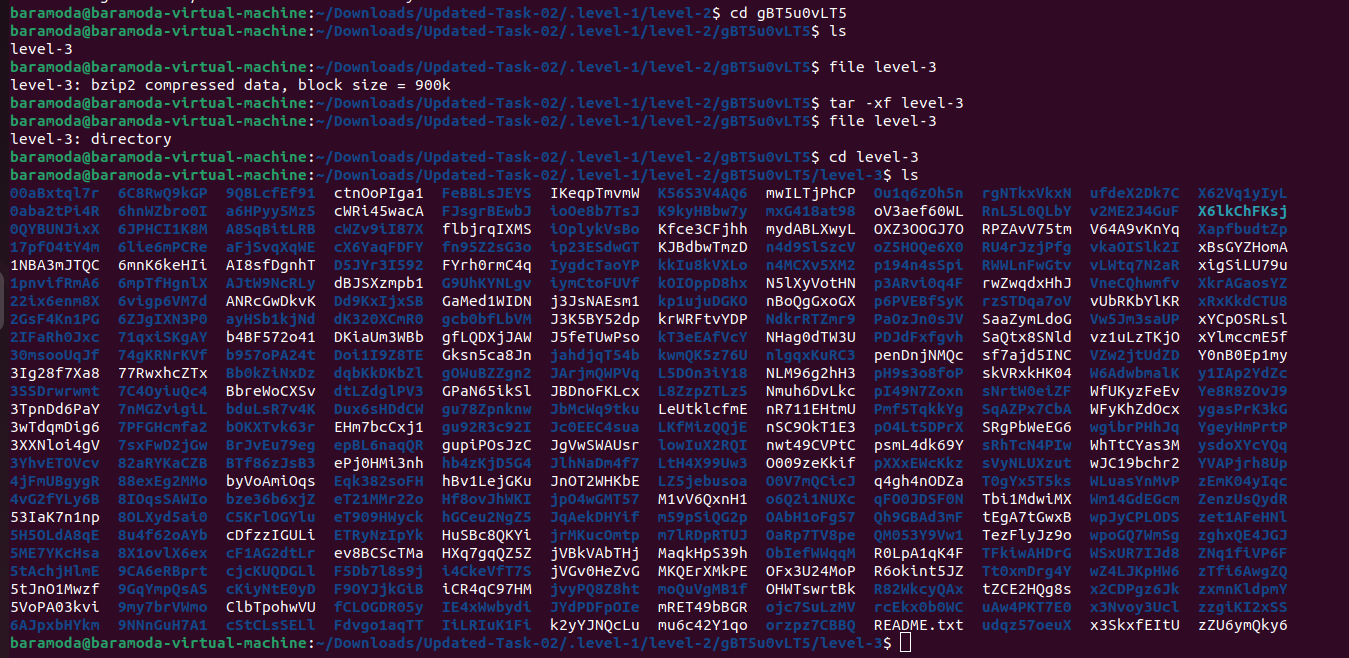 baramoda@baramoda-virtual-machine:~/Downloads/Updated-Task-02/.level-1/level-2$ cd gBT5u0vLT5
baramoda@baramoda-virtual-machine:~/Downloads/Updated-Task-02/.level-1/level-2/gBT5u0vLT5$ ls
level-3
baramoda@baramoda-virtual-machine:~/Downloads/Updated-Task-02/.level-1/level-2/gBT5u0vLT5$ file level-3
level-3: bzip2 compressed data, block size = 900k
baramoda@baramoda-virtual-machine:~/Downloads/Updated-Task-02/.level-1/level-2/gBT5u0vLT5$ tar -xf level-3
baramoda@baramoda-virtual-machine:~/Downloads/Updated-Task-02/.level-1/level-2/gBT5u0vLT5$ file level-3
level-3: directory
baramoda@baramoda-virtual-machine:~/Downloads/Updated-Task-02/.level-1/level-2/gBT5u0vLT5$ cd level-3
baramoda@baramoda-virtual-machine:~/Downloads/Updated-Task-02/.level-1/level-2/gBT5u0vLT5/level-3$ ls
00aBxtql7r 6C8RwQ9kGP 9QBLcfEf91 ctnOoPIga1 FeBBLsJEYS IKeqpTmvmW K56S3V4AQ6 mwILTjPhCP Ou1q6zOh5n rgNTkxVkxN ufdeX2Dk7C X62Vq1yIyL
0aba2tPi4R 6hnWZbro0I a6HPyy5Mz5 cWRi45wacA FJsgrBEwbJ ioOe8b7TsJ K9kyHBbw7y mxG418at98 oV3aef60WL RnL5L0QLbY v2ME2J4GuF X6lkChFKsj
0QYBUNJixX 6JPHCI1K8M A8SqBitLRB cWZv9iI87X flbjrqIXMS iOplykVsBo Kfce3CFjhh mydABLXwyL OXZ3OOGJ7O RPZAvV75tm V64A9vKnYq XapfbudtZp
17pfO4tY4m 6lie6mPCRe aFjSvqXqWE cX6YaqFDFY fn95Z2sG3o ip23ESdwGT KJBdbwTmzD n4d9SlSzcV oZ5HOQe6X0 RU4rJzjPfg vkaOISlk2I xBsGYZHomA
1NBA3mJTQC 6mnK6keHIi AI8sfDgnhT D5JYr3I592 FYrh0rmC4q IygdcTaoYP kkIu8kVXLo n4MCXv5XM2 p194n4sSpi RWWLnFwGtv vLWtq7N2aR xigSiLU79u
1pnvifRmA6 6mpTfHgnlX AJtW9NcRLy dBJSXzmpb1 G9UhKYNLgv iymCtoFUVf kOIOppD8hx N5lXyVotHN p3ARvi0q4F rwZwqdxHhJ VneCQhwmfv XkrAGaosYZ
22ix6enm8X 6vigp6VM7d ANRcGwDkvK Dd9KxIjxSB GaMed1WIDN j3JsNAEsm1 kp1ujuDGKO nBoQgGxoGX p6PVEBfSyK rzSTDqa7oV vUbRKbYlKR xRxKkdCTU8
2GsF4Kn1PG 6ZJgIXN3P0 ayHSb1kjNd dK320XCmR0 gcb0bfLbVM J3K5BY52dp krWRFtvYDP NdkrRTZmr9 PaOzJn0sJV SaaZymLdoG Vw5Jm3saUP xYCpOSRLsl
2IFaRh0Jxc 71qxiSKgAY b4BF572o41 DKiaUm3WBb gfLQDXjJAW J5feTUwPso kT3eEAfVcY NHag0dTW3U PDJdFxfgvh SaQtx8SNld vz1uLzTKjO xYlmccmE5f
30msooUqJf 74gKRNrKVf b957oPA24t Doi1I9Z8TE Gksn5ca8Jn jahdjqT54b kwmQK5z76U nlgqxKuRC3 penDnjNMQc sf7ajd5INC VZw2jtUdZD Y0nB0Ep1my
3Ig28f7Xa8 77RwxhcZTx Bb0kZiNxDz dqbKkDKbZl gOWuBZZgn2 JArjmQWPVq L5DOn3iY18 NLM96g2hH3 pH9s3o8foP skVRxkHK04 W6AdwbmalK y1IAp2YdZc
3SSDrwrwmt 7C4OyiuQc4 BbreWoCXSv dtLZdglPV3 GPaN65ikSl JBDnoFKLcx L8ZzpZTLz5 Nmuh6DvLkc pI49N7Zoxn sNrtW0eiZF WfUKyzFeEv Ye8RBZOvJ9
3TpnDd6PaY 7nMGZvigiL bduLsR7v4K Dux6sHDdCW gu78Zpnknw JbMcWq9tku LeUtklcfmE nR711EHtmU Pmf5TqkkYg SqAZPx7CbA WFyKhZdOcx ygasPrK3kG
3wTdqmDig6 7PFGHcmfa2 bOKXTvk63r EHm7bcCxj1 gu92R3c92I Jc0EEC4sua LKfMizQQjE nSC9OkT1E3 pO4Lt5DPrX SRgPbWeEG6 wgibrPHhJq YgeyHmPrtP
3XXNloi4gV 7sxFwD2jGw BrJvEu79eg epBL6naqQR gupiPOsJzC JgVwSWAUsr lowIuX2RQI nwt49CVPtC psmL4dk69Y sRhTcN4PIw WhTtCYas3M ysdoXYcYQq
3YhvETOVcv 82aRYKaCZB BTf86zJsB3 ePj0HMi3nh hb4zKjD5G4 JlhNaDm4f7 LtH4X99Uw3 O009zeKkif pXXxEWcKkz sVyNLUXzut wJC19bchr2 YVAPjrh8Up
4jFmUBgygR 88exEg2MMo byVoAmiOqs Eqk382soFH hBv1LejGKu JnOT2WHKbE LZ5jebusoa O0V7mQCicJ q4gh4nODZa T0gYx5T5ks WLuasYnMvP zEmK04yIqc
4vG2fYLy6B 8IOqsSAWIo bze36b6xjZ eT21MMr22o Hf8ovJhWKI jpO4wGMT57 M1vV6QxnH1 o6Q2i1NUXc qFO0JDSF0N Tbi1MdwiMX Wm14GdEGcm ZenzUsQydR
53IaK7n1np 8OLXyd5ai0 C5KrlOGYlu eT909HWyck hGCeu2NgZ5 JqAekDHYif m59pSiQG2p OAbH1oFg57 Qh9GBAd3mF tEgA7tGwxB wpJyCPLODS zet1AFeHNl
5H5OLdA8qE 8u4f62oAYb cDfzzIGULi ETRyNzIpYk HuSBc8QKYi jrMKucOmtp m7lRDpRTUJ OaRp7TV8pe QM053Y9Vw1 TezFlyJz9o wpoGQ7WmSg zghxQE4JGJ
5ME7YKcHsa 8X1ovlX6ex cF1AG2dtLr ev8BCScTMa HXq7gqQZ5Z jVBkVAbTHj MaqkHpS39h ObIefWWqqM R0LpA1qK4F TFkiwAHDrG WSxUR7IJd8 ZNq1fiVP6F
5tAchjHlmE 9CA6eRBprt cjcKUQDGLl F5Db7l8s9j i4CkeVfT7S jVGv0HeZvG MKQErXMkPE OFx3U24MoP R6okint5JZ Tt0xmDrg4Y wZ4LJKpHW6 zTfi6AwgZQ
5tJnO1Mwzf 9GqYmpQsAS cKiyNtE0yD F9OYJjkGiB iCR4qC97HM jvyPQ8Z8ht moQuVgMB1f OHWTswrtBk R82WkcyQAx tZCE2HQg8s x2CDPgz6Jk zxmnKldpmY
5VoPA03kvi 9my7brVWmo ClbTpohwVU fCLOGDR05y IE4xWwbydi JYdPDFpOIe mRET49bBGR ojc7SuLzMV rcEkx0b0WC uAw4PKT7E0 x3Nvoy3Ucl zzgiKI2xSS
6AJpxbHYkm 9NNnGuH7A1 cStCLsSELl Fdvgo1aqTT IiLRIuK1Fi k2yYJNQcLu mu6c42Y1qo orzpz7CBBQ README.txt udqz57oeuX x3SkxfEItU zZU6ymQky6
baramoda@baramoda-virtual-machine:~/Downloads/Updated-Task-02/.level-1/level-2/gBT5u0vLT5/level-3$